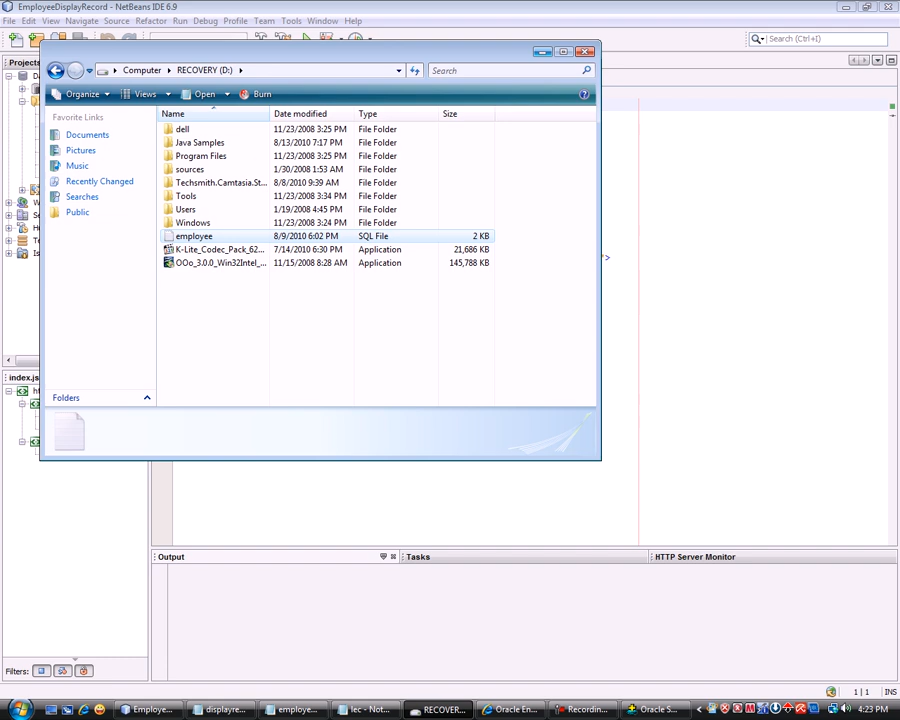 EmployeeDisplayRecord - NetBeans IDE 6.9
File Edit View Navigate Source Refactor Run Debug Profile Team Tools Window Help
Search (Ctrl+I)
Projects
Computer RECOVERY (D:)
Search
Organize Views Open Burn
Favorite Links
Documents
Pictures
Music
Recently Changed
Searches
Public
Folders
Name Date modified Type Size
dell 11/23/2008 3:25 PM File Folder
Java Samples 8/13/2010 7:17 PM File Folder
Program Files 11/23/2008 3:25 PM File Folder
sources 1/30/2008 1:53 AM File Folder
Techsmith.Camtasia.St... 8/8/2010 9:39 AM File Folder
Tools 11/23/2008 3:34 PM File Folder
Users 1/19/2008 4:45 PM File Folder
Windows 11/23/2008 3:24 PM File Folder
employee 8/9/2010 6:02 PM SQL File 2 KB
K-Lite_Codec_Pack_62... 7/14/2010 6:30 PM Application 21,686 KB
OOo_3.0.0_Win32Intel_... 11/15/2008 8:28 AM Application 145,788 KB
">
index.js
Output
Tasks
HTTP Server Monitor
Filters:
1 | 1 INS
Employe...
displayre...
employe...
lec - Not...
RECOVER...
Oracle En...
Recordin...
Oracle S...
4:23 PM